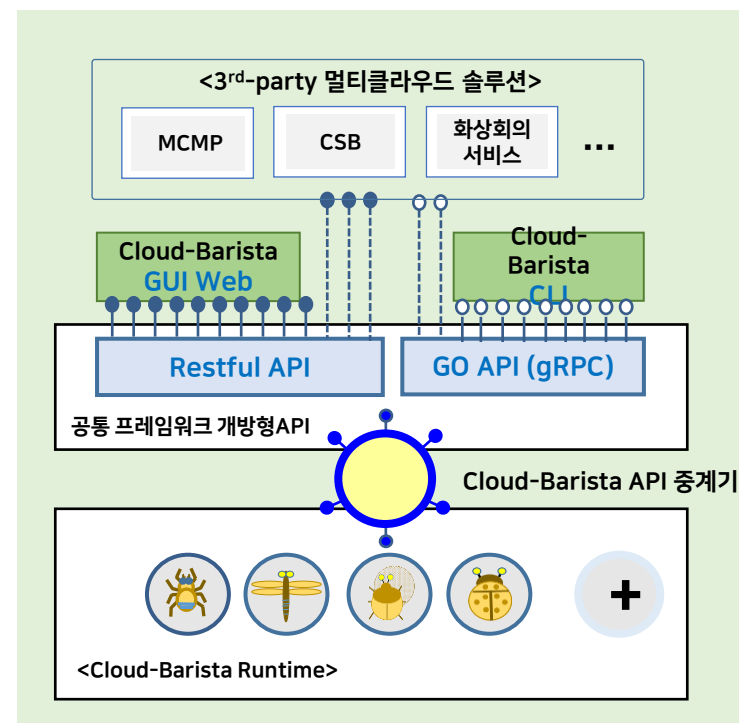 <3rd-party 멀티클라우드 솔루션>
MCMP
CSB
화상회의
서비스
...
Cloud-Barista
GUI Web
Cloud-
Barista
CLI
Restful API
GO API (gRPC)
공통 프레임워크 개방형API
Cloud-Barista API 중계기
+
<Cloud-Barista Runtime>